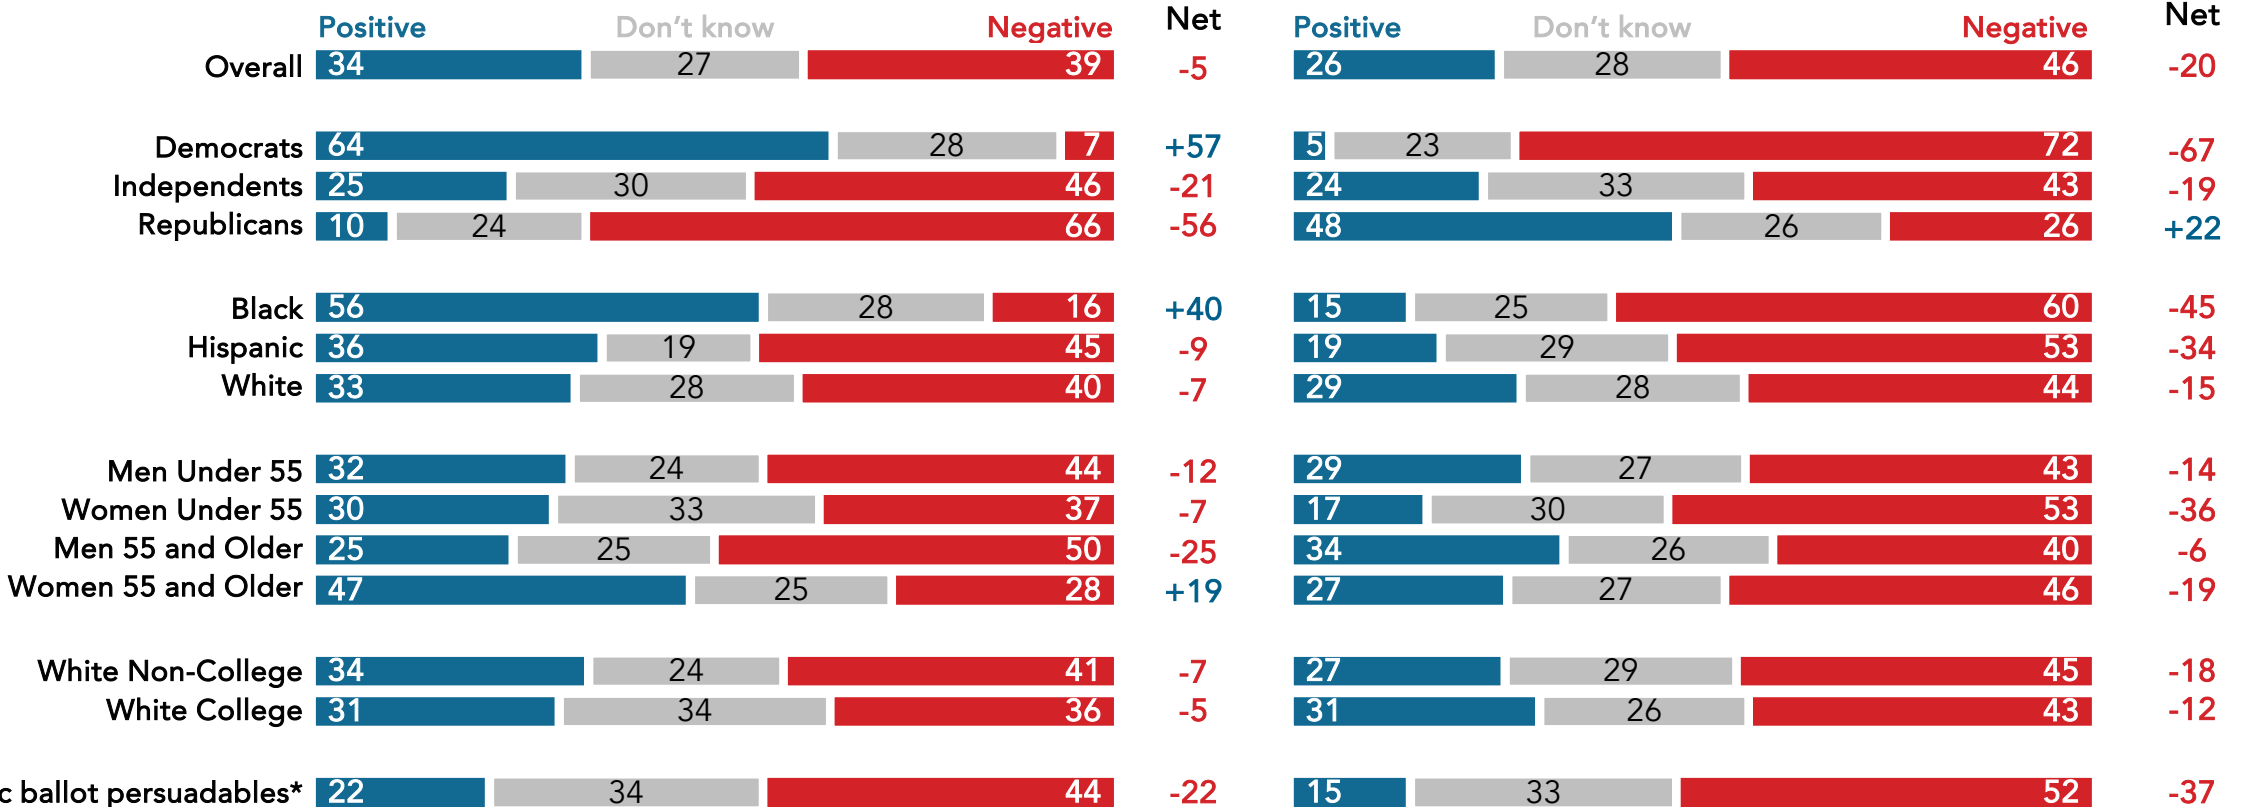 Positive Don't know Negative Net Positive Don't know Negative Net
Overall 34 27 39 -5 26 28 46 -20
Democrats 64 28 7 +57 5 23 72 -67
Independents 25 30 46 -21 24 33 43 -19
Republicans 10 24 66 -56 48 26 26 +22
Black 56 28 16 +40 15 25 60 -45
Hispanic 36 19 45 -9 19 29 53 -34
White 33 28 40 -7 29 28 44 -15
Men Under 55 32 24 44 -12 29 27 43 -14
Women Under 55 30 33 37 -7 17 30 53 -36
Men 55 and Older 25 25 50 -25 34 26 40 -6
Women 55 and Older 47 25 28 +19 27 27 46 -19
White Non-College 34 24 41 -7 27 29 45 -18
White College 31 34 36 -5 31 26 43 -12
c ballot persuadables* 22 34 44 -22 15 33 52 -37